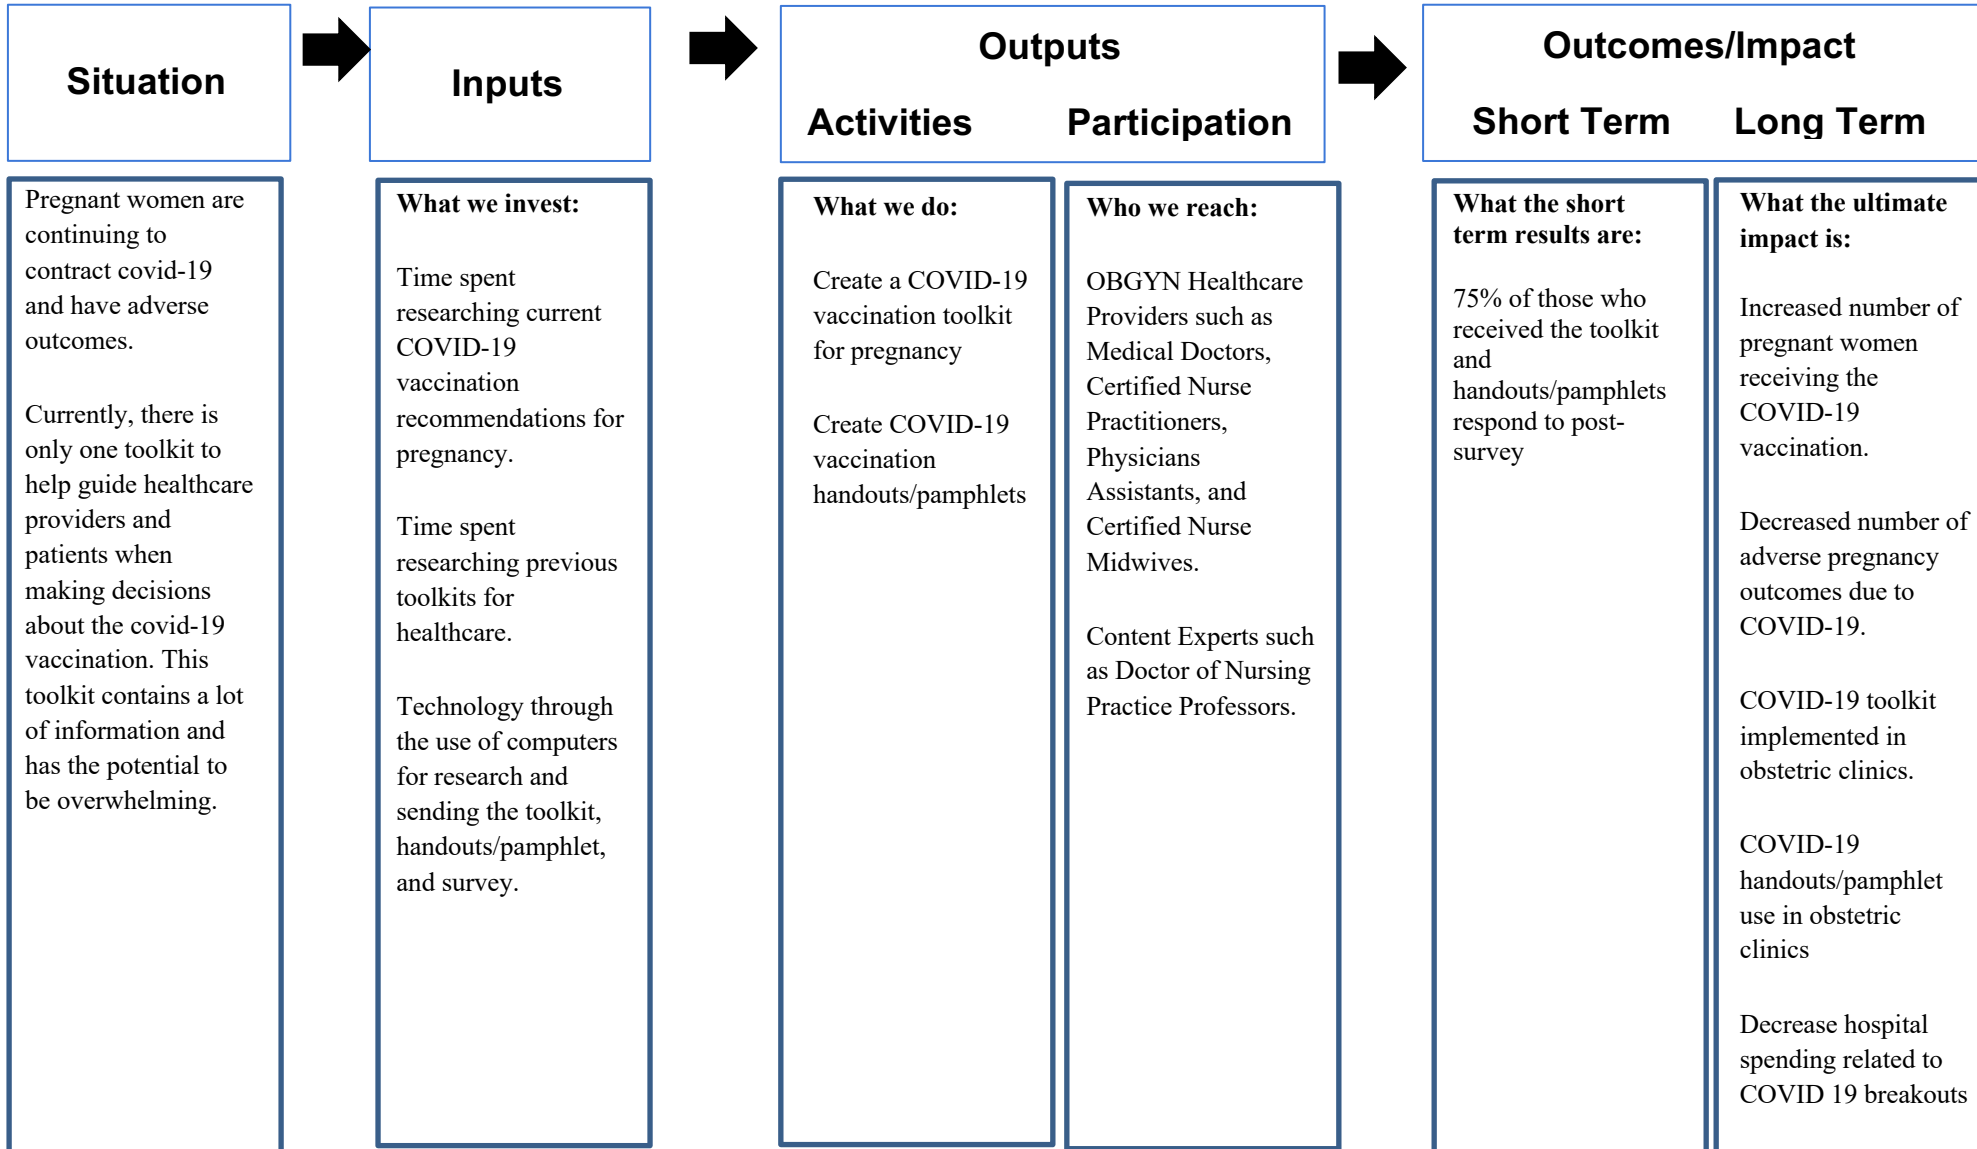 Situation
Inputs
Outputs
Activities
Participation
Outcomes/Impact
Short Term
Long Term
Pregnant women are
continuing to
contract covid-19
and have adverse
outcomes.
Currently, there is
only one toolkit to
help guide healthcare
providers and
patients when
making decisions
about the covid-19
vaccination. This
toolkit contains a lot
of information and
has the potential to
be overwhelming.
What we invest:
Time spent
researching current
COVID-19
vaccination
recommendations for
pregnancy.
Time spent
researching previous
toolkits for
healthcare.
Technology through
the use of computers
for research and
sending the toolkit,
handouts/pamphlet,
and survey.
What we do:
Create a COVID-19
vaccination toolkit
for pregnancy
Create COVID-19
vaccination
handouts/pamphlets
Who we reach:
OBGYN Healthcare
Providers such as
Medical Doctors,
Certified Nurse
Practitioners,
Physicians
Assistants, and
Certified Nurse
Midwives.
Content Experts such
as Doctor of Nursing
Practice Professors.
What the short
term results are:
75% of those who
received the toolkit
and
handouts/pamphlets
respond to post-
survey
What the ultimate
impact is:
Increased number of
pregnant women
receiving the
COVID-19
vaccination.
Decreased number of
adverse pregnancy
outcomes due to
COVID-19.
COVID-19 toolkit
implemented in
obstetric clinics.
COVID-19
handouts/pamphlet
use in obstetric
clinics
Decrease hospital
spending related to
COVID 19 breakouts